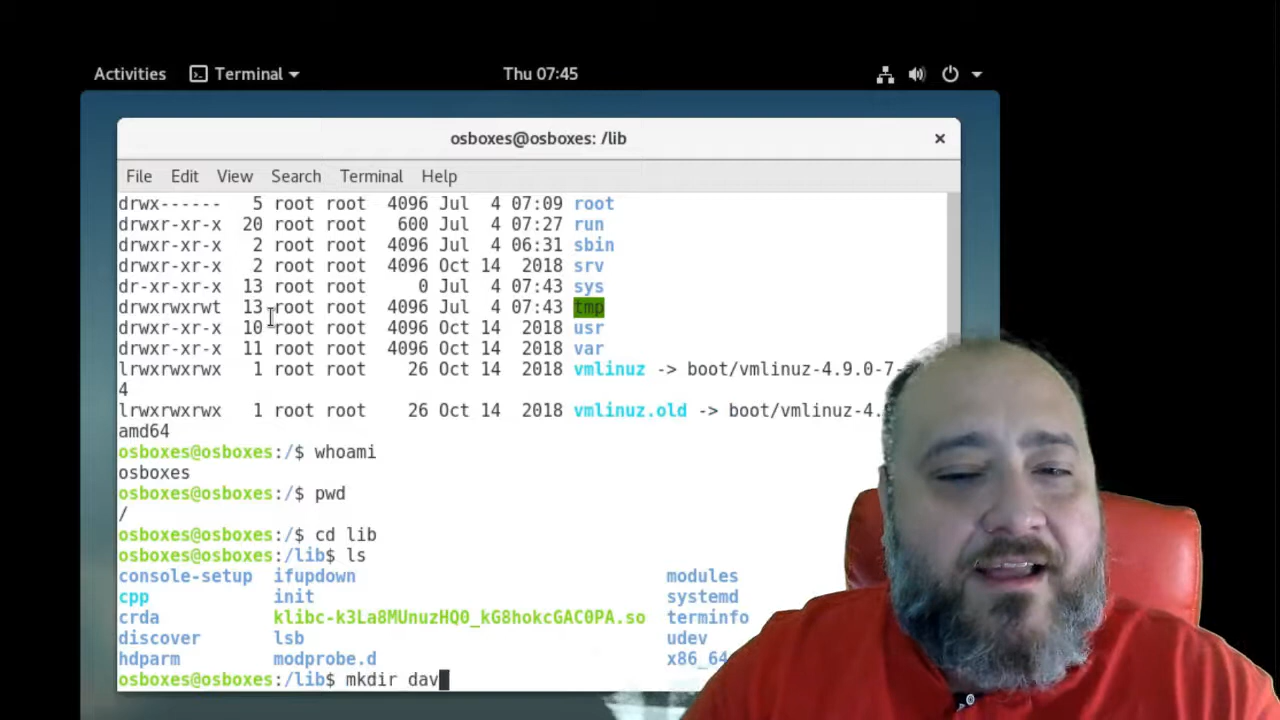 Activities Terminal Thu 07:45
osboxes@osboxes: /lib
File Edit View Search Terminal Help
drwx------ 5 root root 4096 Jul 4 07:09 root
drwxr-xr-x 20 root root 600 Jul 4 07:27 run
drwxr-xr-x 2 root root 4096 Jul 4 06:31 sbin
drwxr-xr-x 2 root root 4096 Oct 14 2018 srv
dr-xr-xr-x 13 root root 0 Jul 4 07:43 sys
drwxrwxrwt 13 root root 4096 Jul 4 07:43 tmp
drwxr-xr-x 10 root root 4096 Oct 14 2018 usr
drwxr-xr-x 11 root root 4096 Oct 14 2018 var
lrwxrwxrwx 1 root root 26 Oct 14 2018 vmlinuz -> boot/vmlinuz-4.9.0-7-
4
lrwxrwxrwx 1 root root 26 Oct 14 2018 vmlinuz.old -> boot/vmlinuz-4.
amd64
osboxes@osboxes:/$ whoami
osboxes
osboxes@osboxes:/$ pwd
/
osboxes@osboxes:/$ cd lib
osboxes@osboxes:/lib$ ls
console-setup ifupdown modules
cpp init systemd
crda klibc-k3La8MUnuzHQ0_kG8hokcGAC0PA.so terminfo
discover lsb udev
hdparm modprobe.d x86_64
osboxes@osboxes:/lib$ mkdir dav